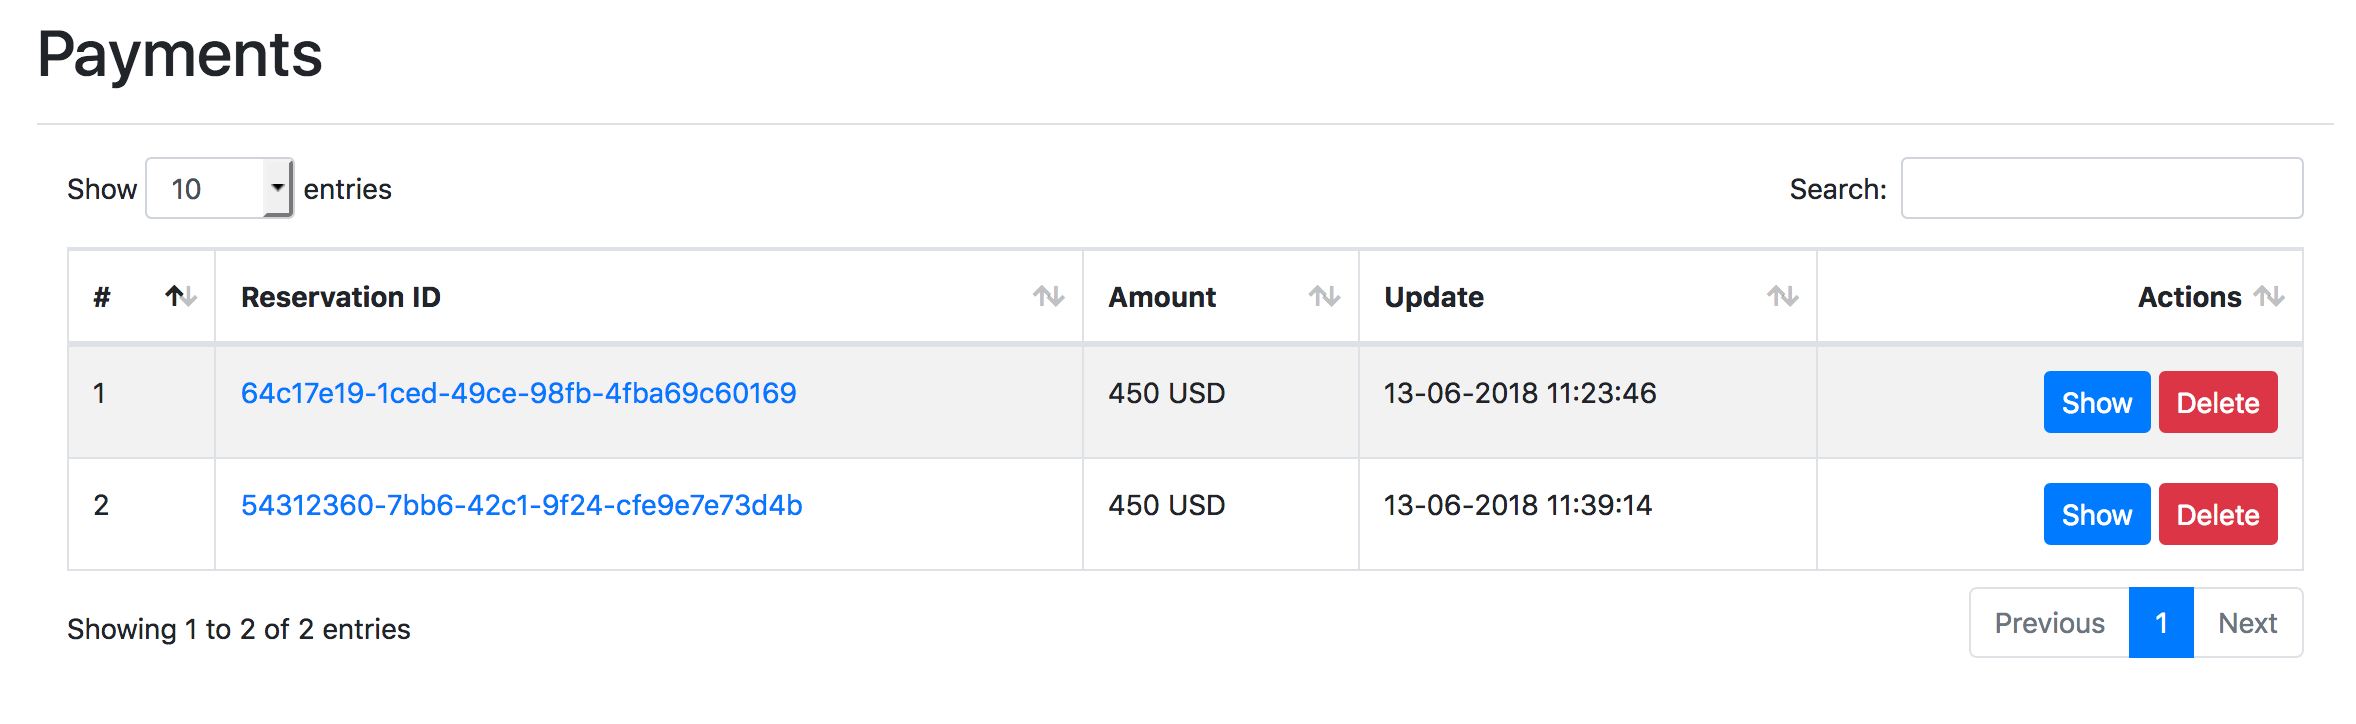 Payments
Show 10 entries Search:
# Reservation ID Amount Update Actions
1 64c17e19-1ced-49ce-98fb-4fba69c60169 450 USD 13-06-2018 11:23:46 Show Delete
2 54312360-7bb6-42c1-9f24-cfe9e7e73d4b 450 USD 13-06-2018 11:39:14 Show Delete
Showing 1 to 2 of 2 entries Previous 1 Next